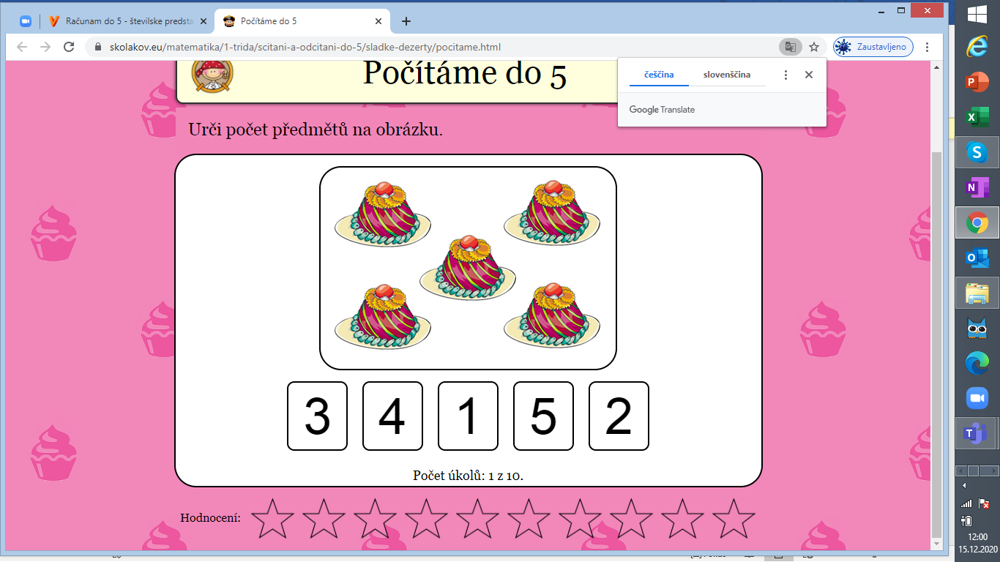 Računam do 5 - številske predsta
Počítáme do 5
skolakov.eu/matematika/1-trida/scitani-a-odcitani-do-5/sladke-dezerty/pocitame.html
Zaustavljeno
češčina
slovenščina
Google Translate
Počítáme do 5
Urči počet předmětů na obrázku.
3 4 1 5 2
Počet úkolů: 1 z 10.
Hodnocení:
12:00
15.12.2020